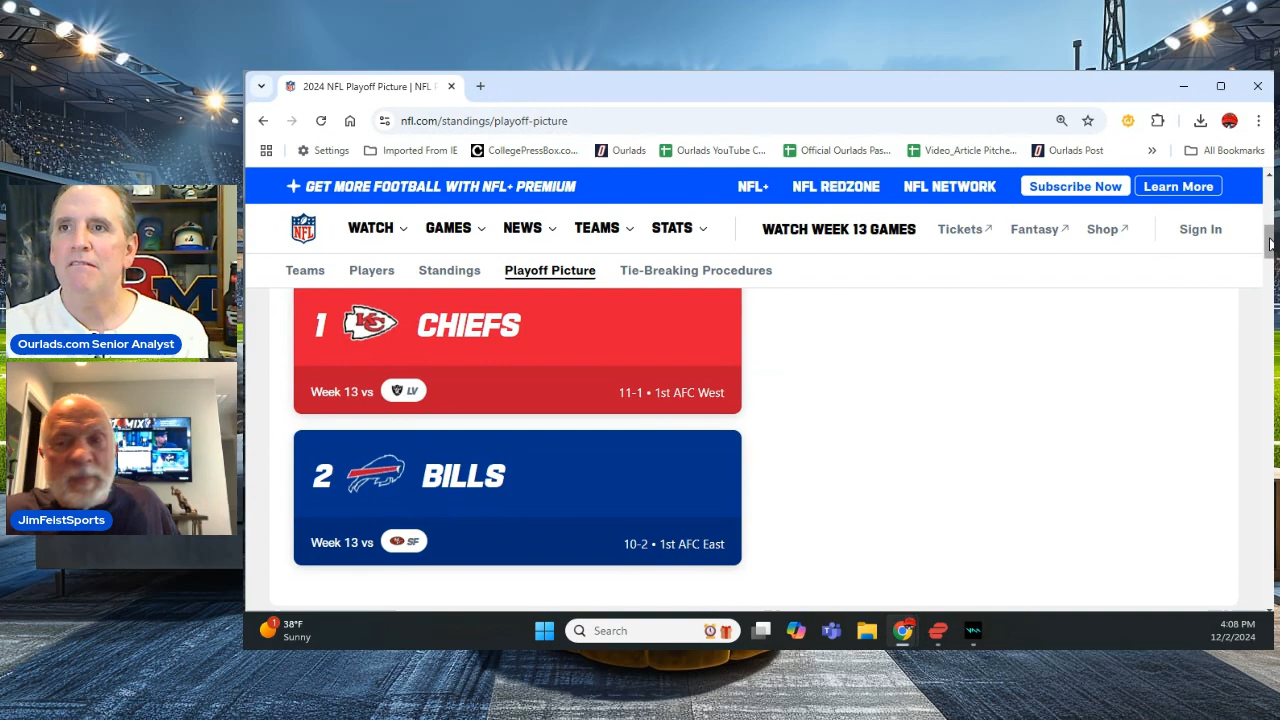 2024 NFL Playoff Picture | NFL
nfl.com/standings/playoff-picture
Settings Imported From IE CollegePressBox.co... Ourlads Ourlads YouTube C... Official Ourlads Pas... Video_Article Pitche... Ourlads Post » All Bookmarks
GET MORE FOOTBALL WITH NFL+ PREMIUM NFL+ NFL REDZONE NFL NETWORK Subscribe Now Learn More
NFL WATCH GAMES NEWS TEAMS STATS WATCH WEEK 13 GAMES Tickets Fantasy Shop Sign In
Teams Players Standings Playoff Picture Tie-Breaking Procedures
1 KC CHIEFS
Week 13 vs LV 11-1 • 1st AFC West
2 BILLS
Week 13 vs SF 10-2 • 1st AFC East
Ourlads.com Senior Analyst
MIX?
JimFeistSports
1 38°F
Sunny
Search
4:08 PM
12/2/2024